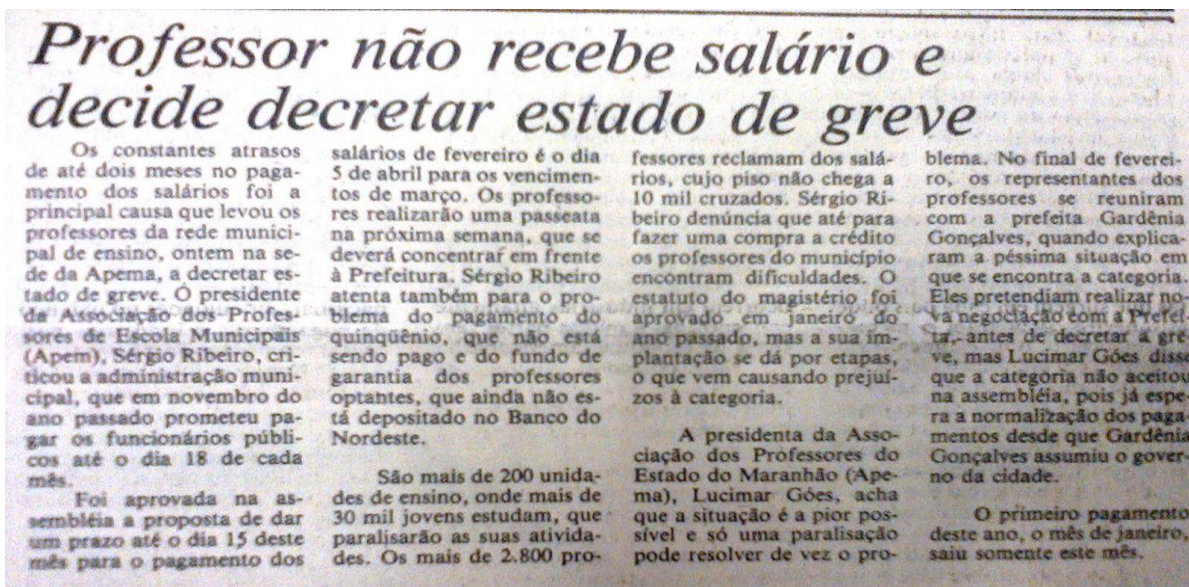 Professor não recebe salário e
decide decretar estado de greve
Os constantes atrasos
de até dois meses no paga-
mento dos salários foi a
principal causa que levou os
professores da rede munici-
pal de ensino, ontem na se-
de da Apema, a decretar es-
tado de greve. O presidente
da Associação dos Profes-
sores de Escola Municipais
(Apem), Sérgio Ribeiro, cri-
ticou a administração muni-
cipal, que em novembro do
ano passado prometeu pa-
gar os funcionários públi-
cos até o dia 18 de cada
mês.
Foi aprovada na as-
sembléia a proposta de dar
um prazo até o dia 15 deste
mês para o pagamento dos
salários de fevereiro é o dia
5 de abril para os vencimen-
tos de março. Os professo-
res realizarão uma passeata
na próxima semana, que se
deverá concentrar em frente
à Prefeitura. Sérgio Ribeiro
atenta também para o pro-
blema do pagamento do
quinqüênio, que não está
sendo pago e do fundo de
garantia dos professores
optantes, que ainda não es-
tá depositado no Banco do
Nordeste.
São mais de 200 unida-
des de ensino, onde mais de
30 mil jovens estudam, que
paralisarão as suas ativida-
des. Os mais de 2.800 pro-
fessores reclamam dos salá-
rios, cujo piso não chega a
10 mil cruzados. Sérgio Ri-
beiro denúncia que até para
fazer uma compra a crédito
os professores do município
encontram dificuldades. O
estatuto do magistério foi
aprovado em janeiro do
ano passado, mas a sua im-
plantação se dá por etapas,
o que vem causando prejuí-
zos à categoria.
A presidenta da Asso-
ciação dos Professores do
Estado do Maranhão (Ape-
ma), Lucimar Góes, acha
que a situação é a pior pos-
sível e só uma paralisação
pode resolver de vez o pro-
blema. No final de feverei-
ro, os representantes dos
professores se reuniram
com a prefeita Gardênia
Gonçalves, quando explica-
ram a péssima situação em
que se encontra a categoria.
Eles pretendiam realizar no-
va negociação com a Prefei-
ta, antes de decretar a gre-
ve, mas Lucimar Góes disse
que a categoria não aceitou
na assembléia, pois já espe-
ra a normalização dos paga-
mentos desde que Gardênia
Gonçalves assumiu o gover-
no da cidade.
O primeiro pagamento
deste ano, o mês de janeiro,
saiu somente este mês.